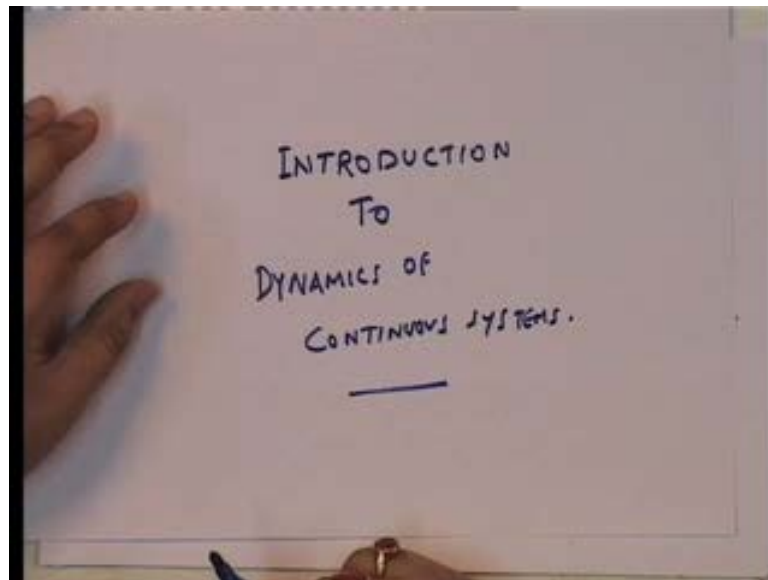 INTRODUCTION
TO
DYNAMICS OF
CONTINUOUS SYSTEMS.